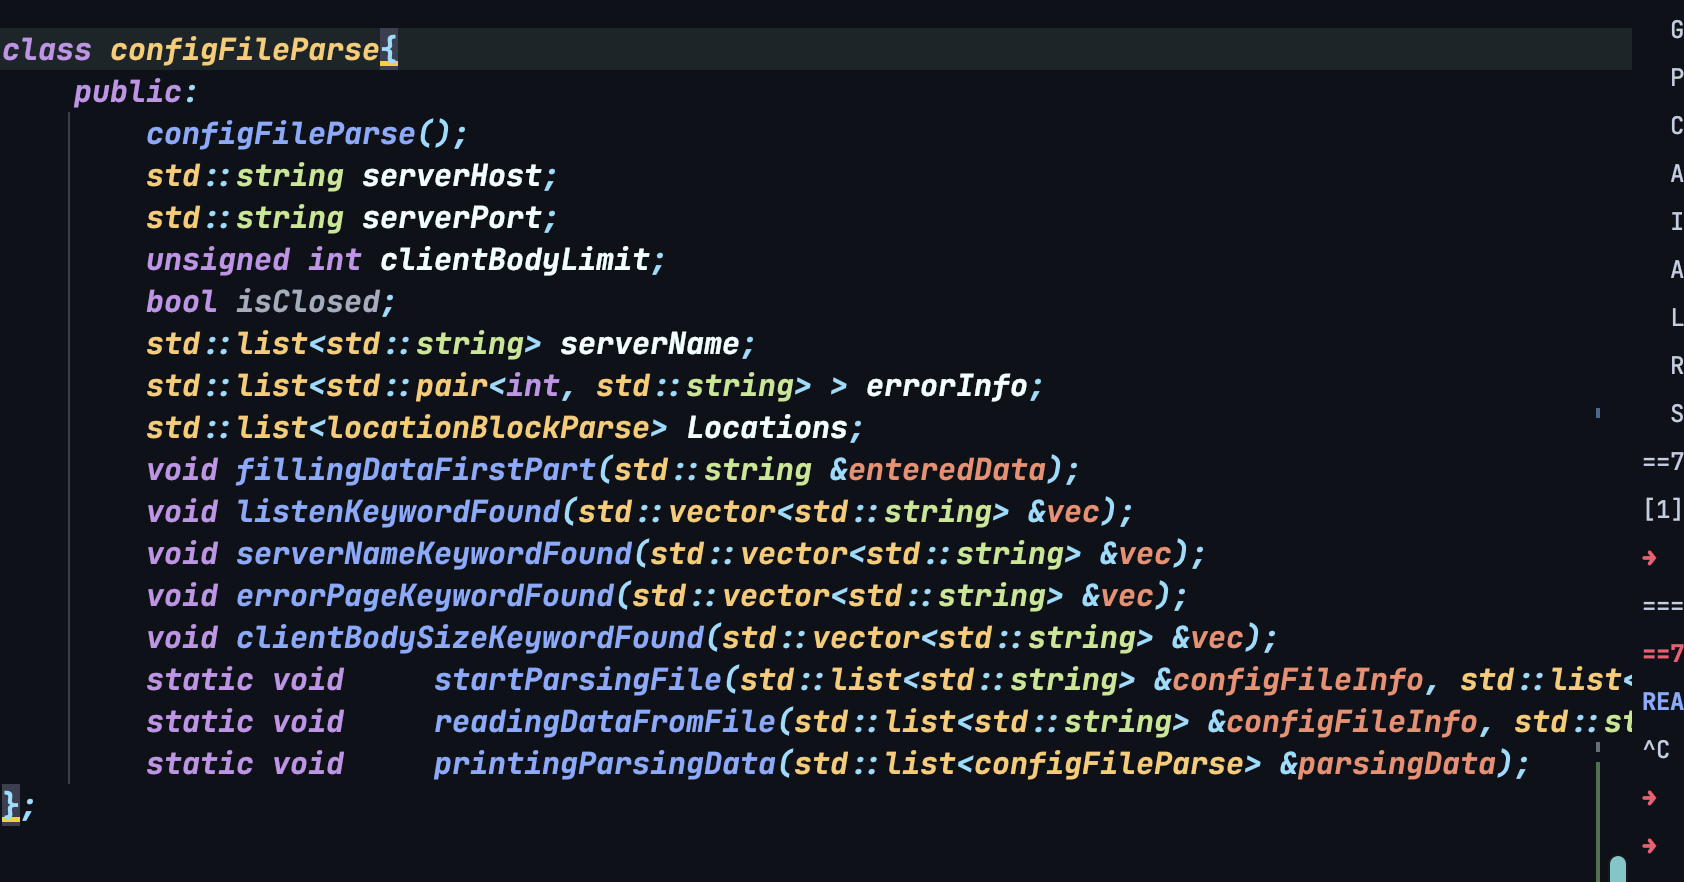 class configFileParse{
    public:
        configFileParse();
        std::string serverHost;
        std::string serverPort;
        unsigned int clientBodyLimit;
        bool isClosed;
        std::list<std::string> serverName;
        std::list<std::pair<int, std::string> > errorInfo;
        std::list<locationBlockParse> Locations;
        void fillingDataFirstPart(std::string &enteredData);
        void listenKeywordFound(std::vector<std::string> &vec);
        void serverNameKeywordFound(std::vector<std::string> &vec);
        void errorPageKeywordFound(std::vector<std::string> &vec);
        void clientBodySizeKeywordFound(std::vector<std::string> &vec);
        static void     startParsingFile(std::list<std::string> &configFileInfo, std::list<
        static void     readingDataFromFile(std::list<std::string> &configFileInfo, std::st
        static void     printingParsingData(std::list<configFileParse> &parsingData);
};
G
P
C
A
I
A
L
R
S
==7
[1]
→
===
==7
REA
^C
→
→